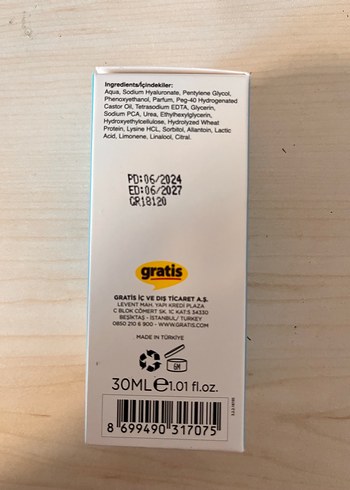 Ingredients/İçindekiler:
Aqua, Sodium Hyaluronate, Pentylene Glycol,
Phenoxyethanol, Parfum, Peg-40 Hydrogenated
Castor Oil, Tetrasodium EDTA, Glycerin,
Sodium PCA, Urea, Ethylhexylglycerin,
Hydroxyethylcellulose, Hydrolyzed Wheat
Protein, Lysine HCL, Sorbitol, Allantoin, Lactic
Acid, Limonene, Linalool, Citral.
PD:06/2024
ED:06/2027
GR18120
gratis
GRATİS İÇ VE DIŞ TİCARET A.Ş.
LEVENT MAH. YAPI KREDİ PLAZA
C BLOK CÖMERT SK. 1C KAT:5 34330
BEŞİKTAŞ - İSTANBUL/ TURKEY
0850 210 6 900 - WWW.GRATIS.COM
MADE IN TÜRKİYE
6M
30ML℮1.01 fl.oz.
8 699490 317075